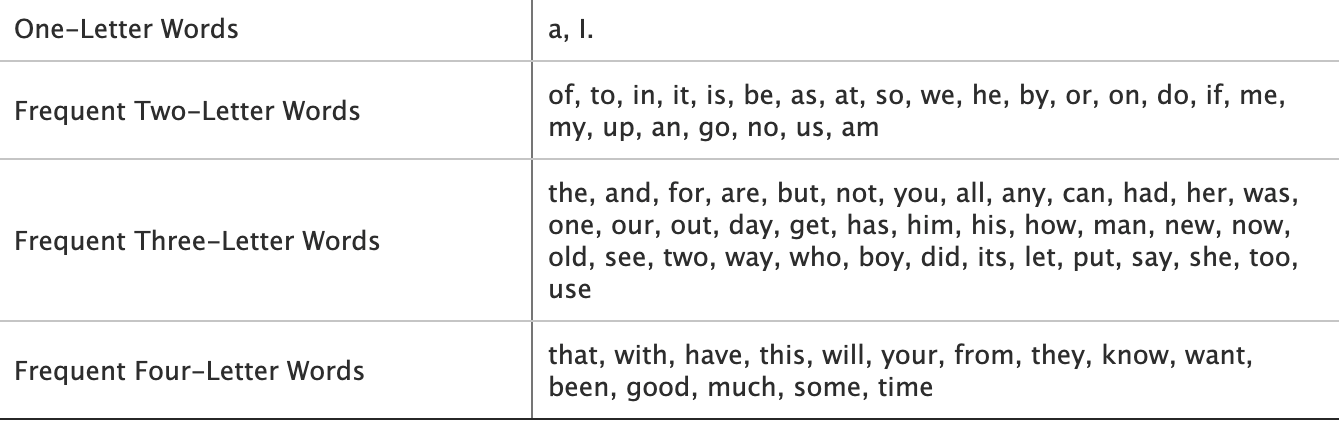 One-Letter Words
a, I.
Frequent Two-Letter Words
of, to, in, it, is, be, as, at, so, we, he, by, or, on, do, if, me,
my, up, an, go, no, us, am
Frequent Three-Letter Words
the, and, for, are, but, not, you, all, any, can, had, her, was,
one, our, out, day, get, has, him, his, how, man, new, now,
old, see, two, way, who, boy, did, its, let, put, say, she, too,
use
Frequent Four-Letter Words
that, with, have, this, will, your, from, they, know, want,
been, good, much, some, time